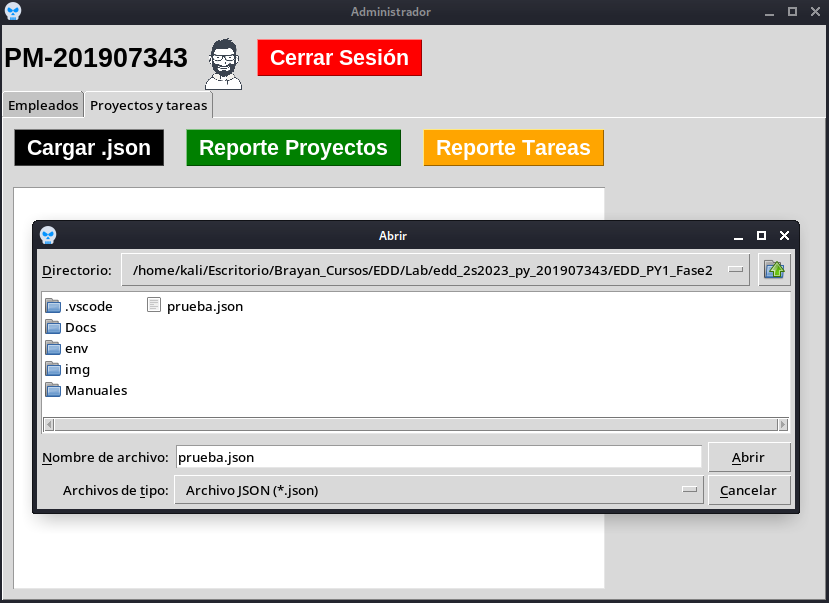 Administrador
PM-201907343
Cerrar Sesión
Empleados
Proyectos y tareas
Cargar .json
Reporte Proyectos
Reporte Tareas
Abrir
Directorio:
/home/kali/Escritorio/Brayan_Cursos/EDD/Lab/edd_2s2023_py_201907343/EDD_PY1_Fase2
.vscode
prueba.json
Docs
env
img
Manuales
Nombre de archivo:
prueba.json
Abrir
Archivos de tipo:
Archivo JSON (*.json)
Cancelar